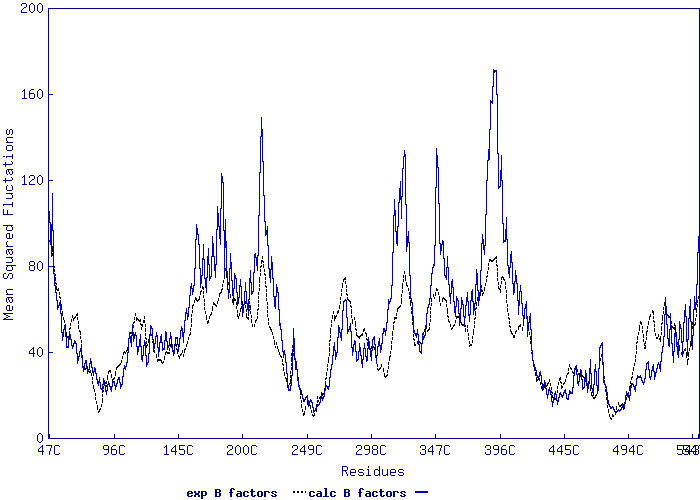 200
160
120
80
40
0
Mean Squared Fluctations
47C 96C 145C 200C 249C 298C 347C 396C 445C 494C
Residues
exp B factors calc B factors